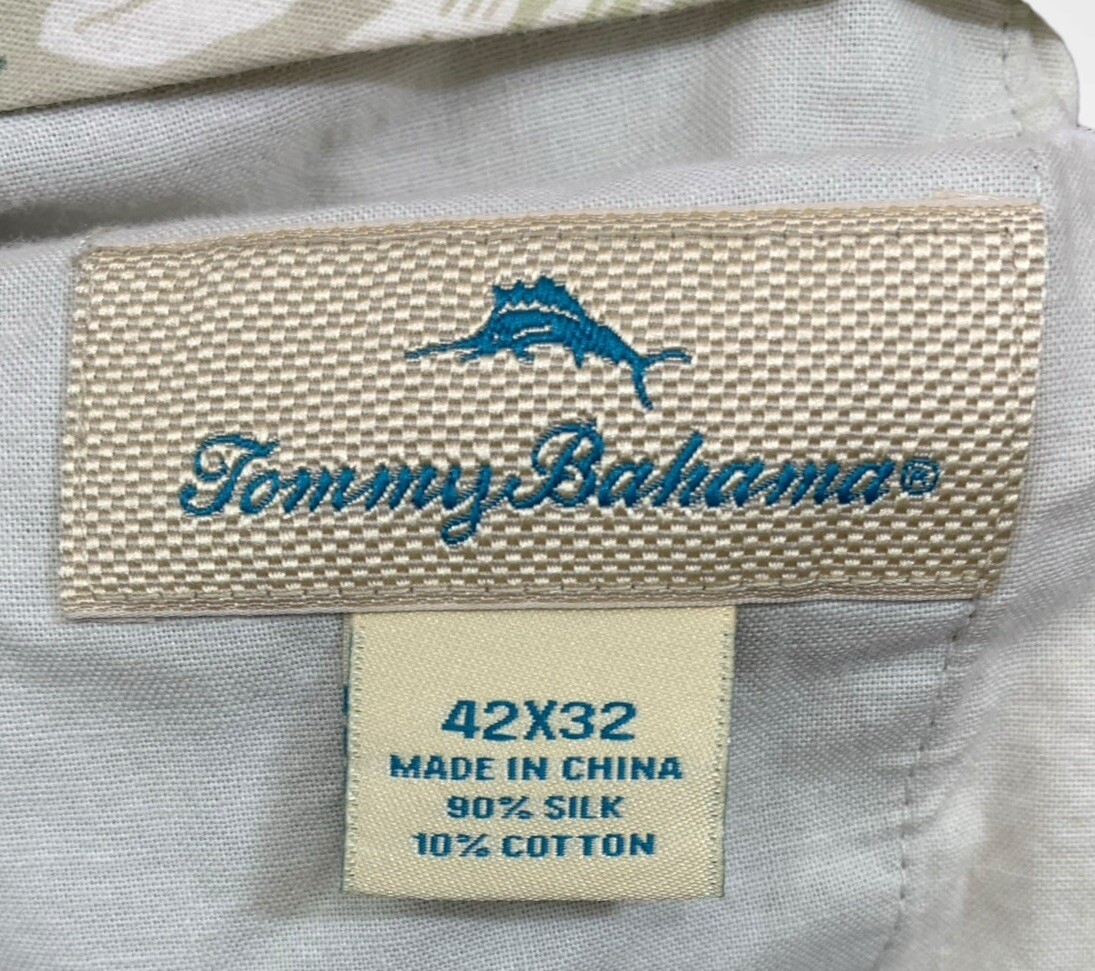 Tommy Bahama®
42X32
MADE IN CHINA
90% SILK
10% COTTON